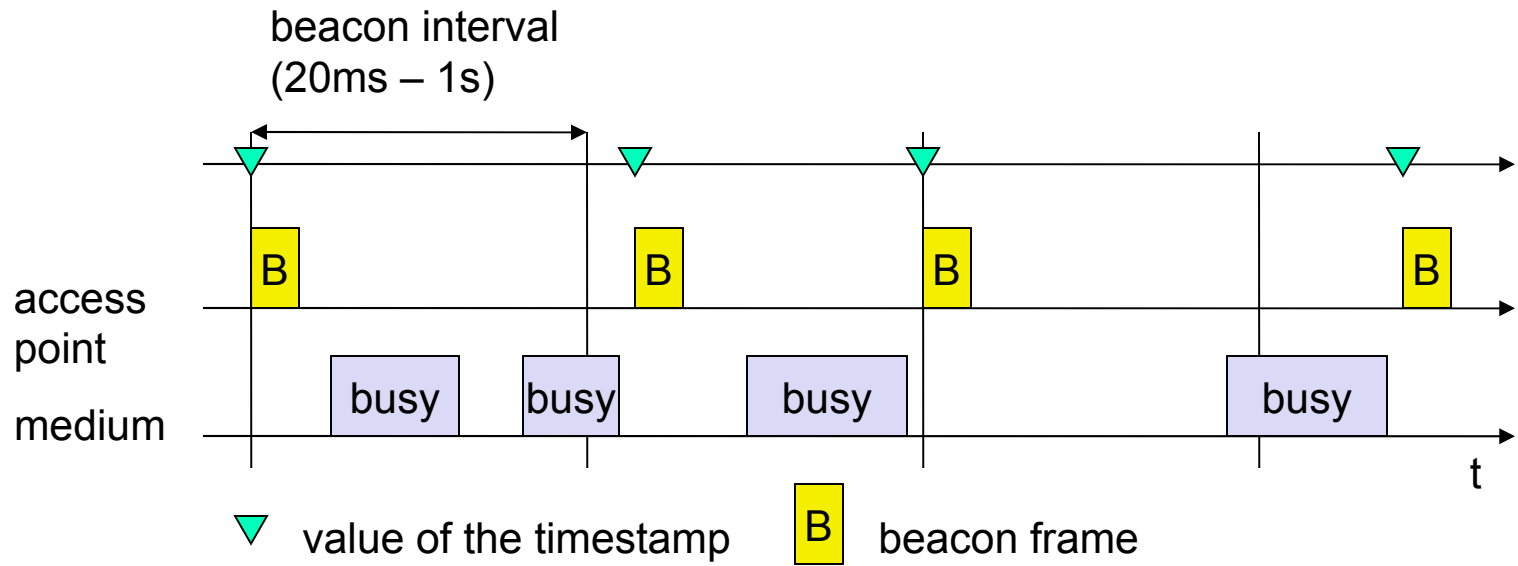 beacon interval
(20ms – 1s)
B
B
B
B
access
point
busy
busy
busy
busy
medium
t
value of the timestamp
B
beacon frame